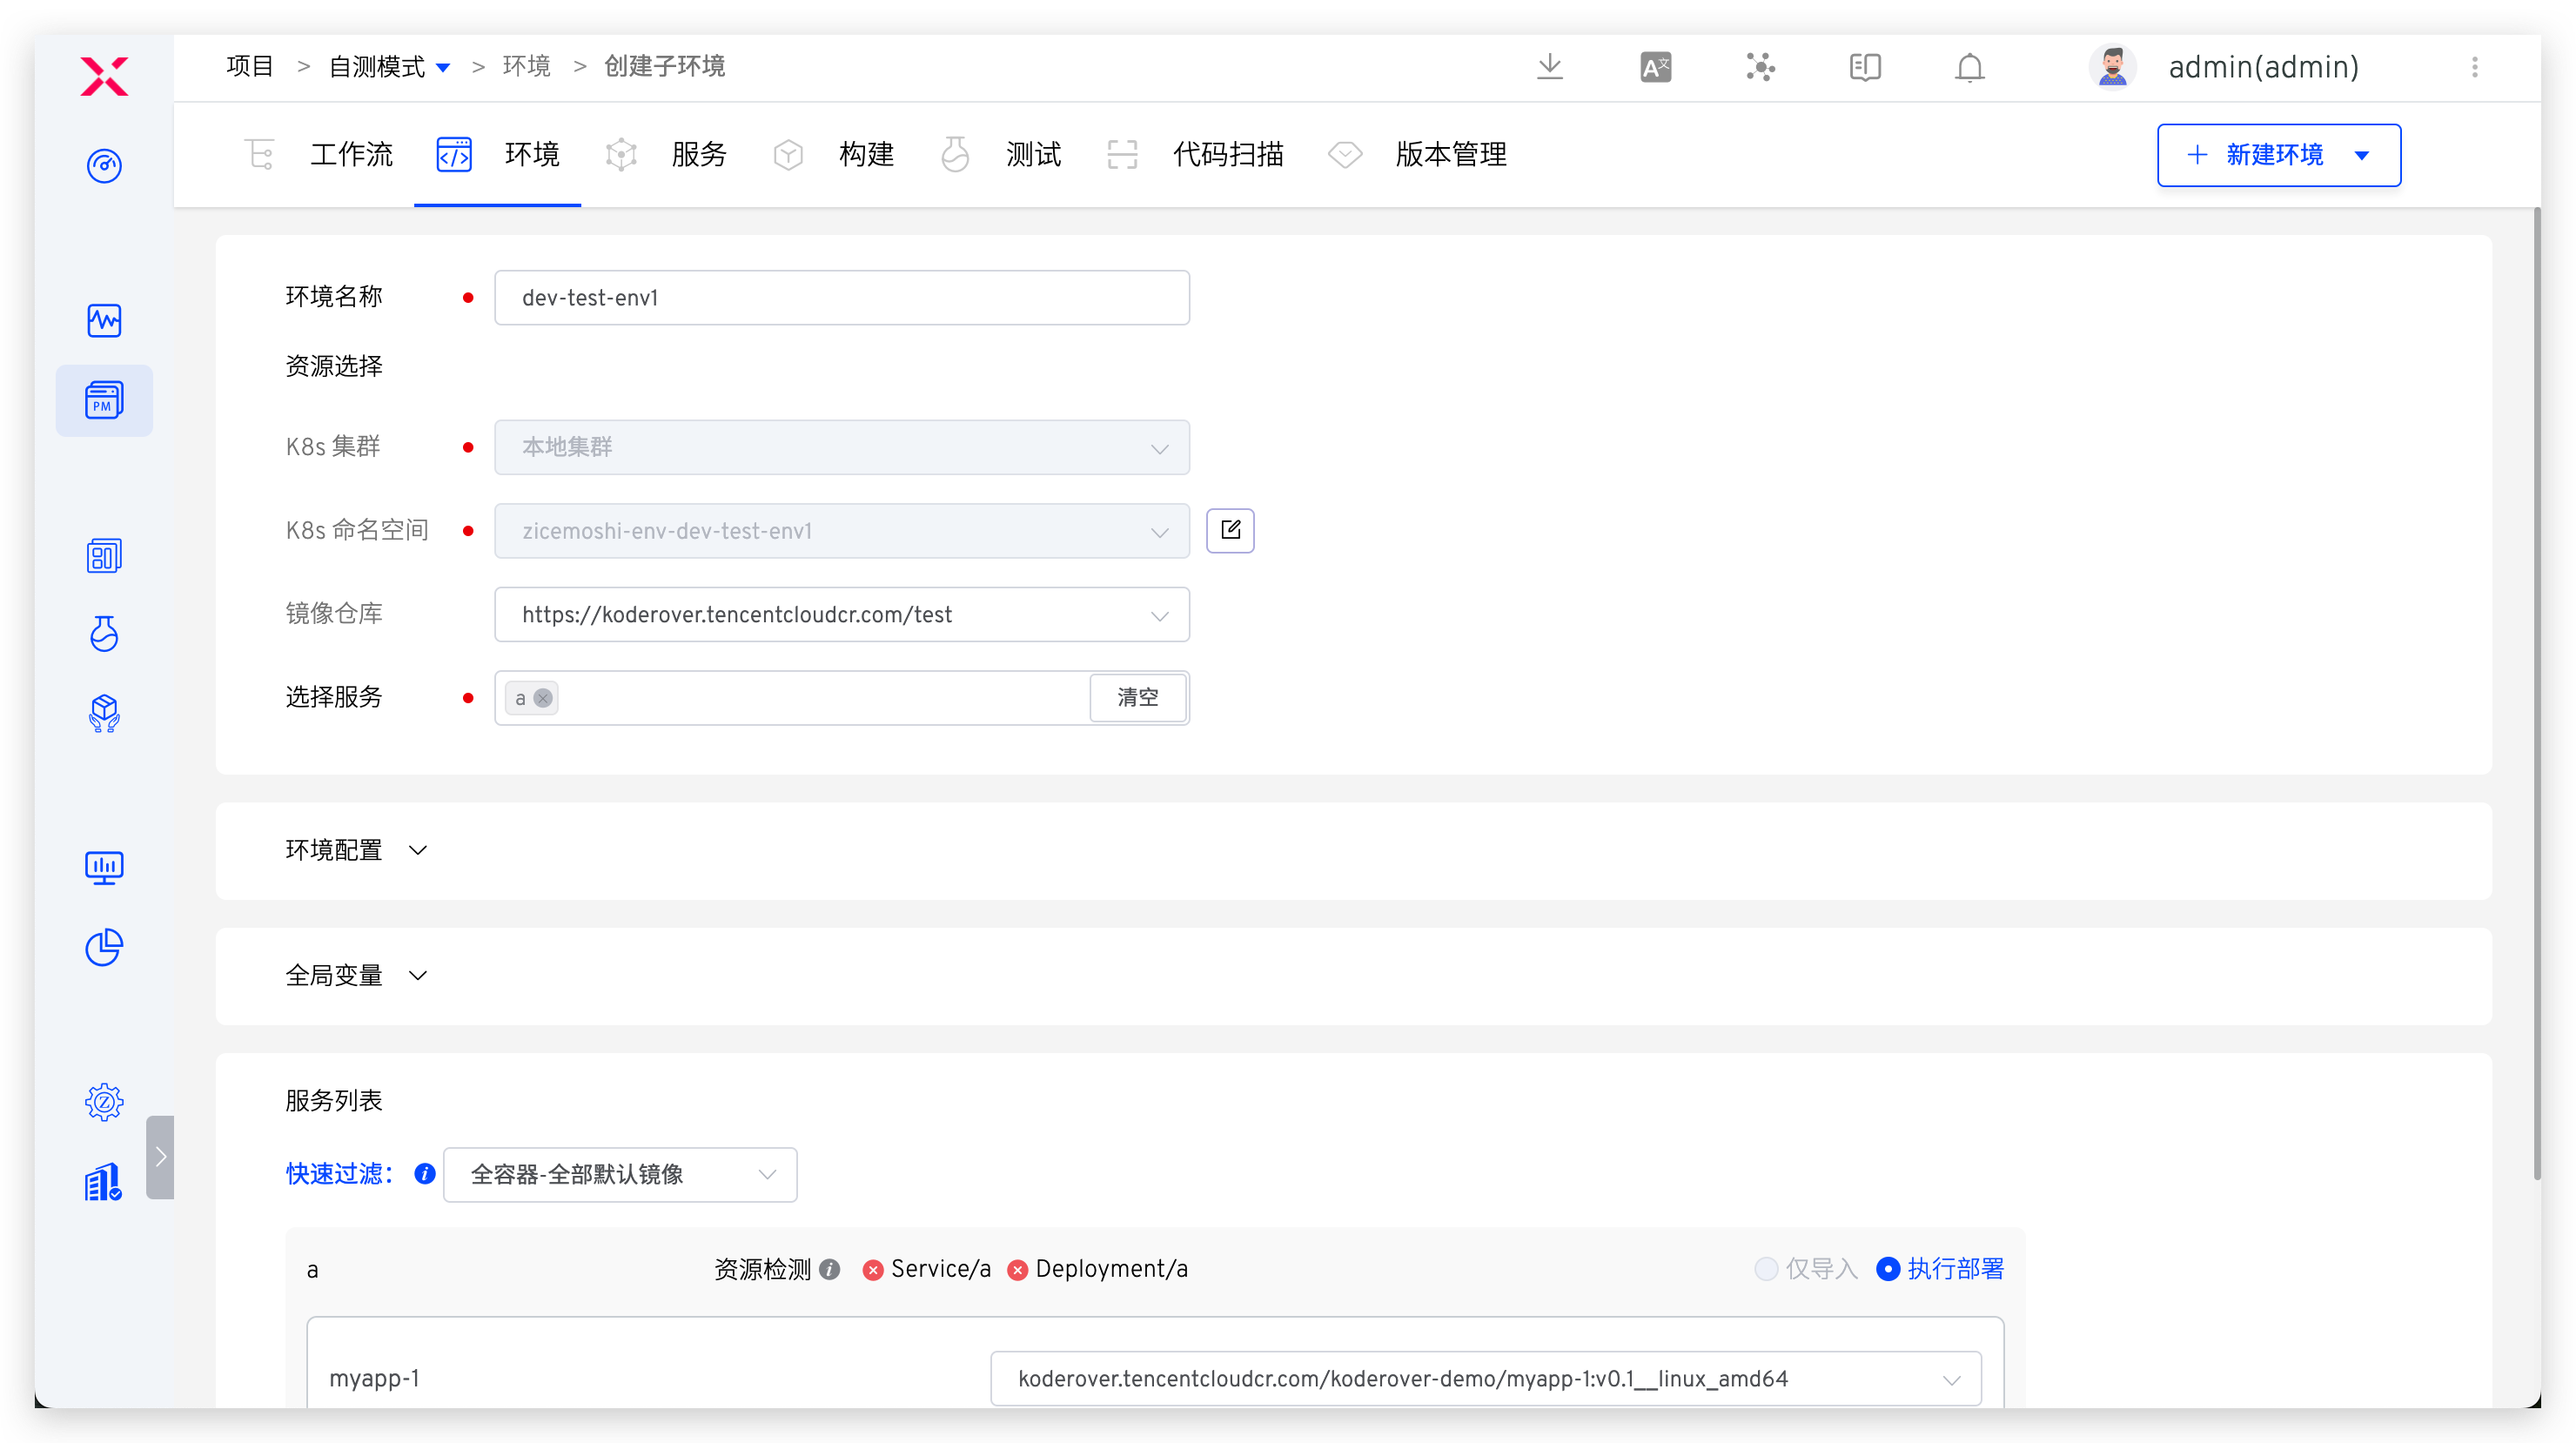 项目 > 自测模式 > 环境 > 创建子环境
A文
admin(admin)
工作流 环境 服务 构建 测试 代码扫描 版本管理
+ 新建环境
PM
环境名称
dev-test-env1
资源选择
K8s 集群
本地集群
K8s 命名空间
zicemoshi-env-dev-test-env1
镜像仓库
https://koderover.tencentcloudcr.com/test
选择服务
a
清空
环境配置
全局变量
服务列表
快速过滤：
全容器-全部默认镜像
a
资源检测 Service/a Deployment/a
仅导入 执行部署
myapp-1
koderover.tencentcloudcr.com/koderover-demo/myapp-1:v0.1__linux_amd64